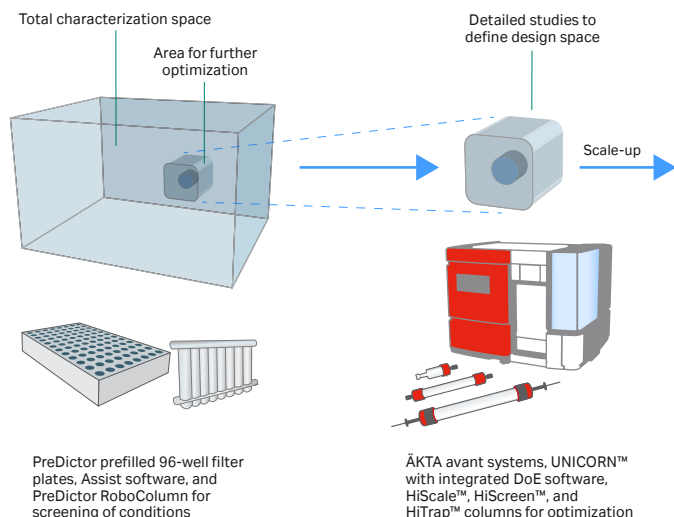 Total characterization space
Area for further
optimization
Detailed studies to
define design space
Scale-up
PreDictor prefilled 96-well filter
plates, Assist software, and
PreDictor RoboColumn for
screening of conditions
ÄKTA avant systems, UNICORN™
with integrated DoE software,
HiScale™, HiScreen™, and
HiTrap™ columns for optimization